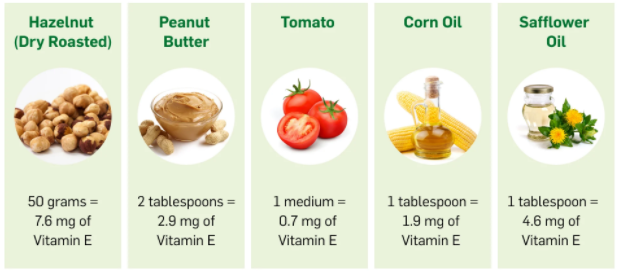 Hazelnut
(Dry Roasted)
50 grams =
7.6 mg of
Vitamin E
Peanut
Butter
2 tablespoons =
2.9 mg of
Vitamin E
Tomato
1 medium =
0.7 mg of
Vitamin E
Corn Oil
1 tablespoon =
1.9 mg of
Vitamin E
Safflower
Oil
1 tablespoon =
4.6 mg of
Vitamin E